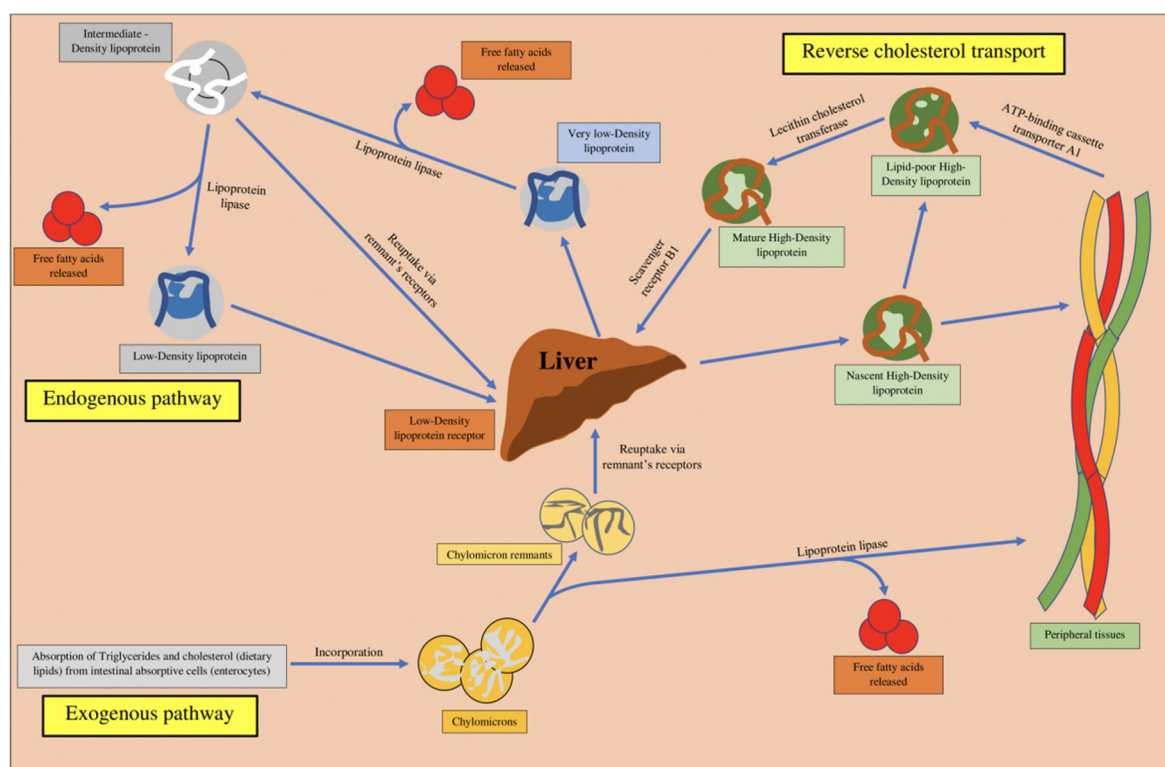 Intermediate -
Density lipoprotein
Free fatty acids
released
Reverse cholesterol transport
Lecithin cholesterol
transferase
ATP-binding cassette
transporter A1
Lipoprotein lipase
Very low-Density
lipoprotein
Lipid-poor High-
Density lipoprotein
Lipoprotein
lipase
Free fatty acids
released
Reuptake via
remnant's receptors
Mature High-Density
lipoprotein
Scavenger
receptor B1
Low-Density lipoprotein
Liver
Nascent High-Density
lipoprotein
Endogenous pathway
Low-Density
lipoprotein receptor
Reuptake via
remnant's receptors
Chylomicron remnants
Lipoprotein lipase
Peripheral tissues
Absorption of Triglycerides and cholesterol (dietary
lipids) from intestinal absorptive cells (enterocytes)
Incorporation
Free fatty acids
released
Exogenous pathway
Chylomicrons